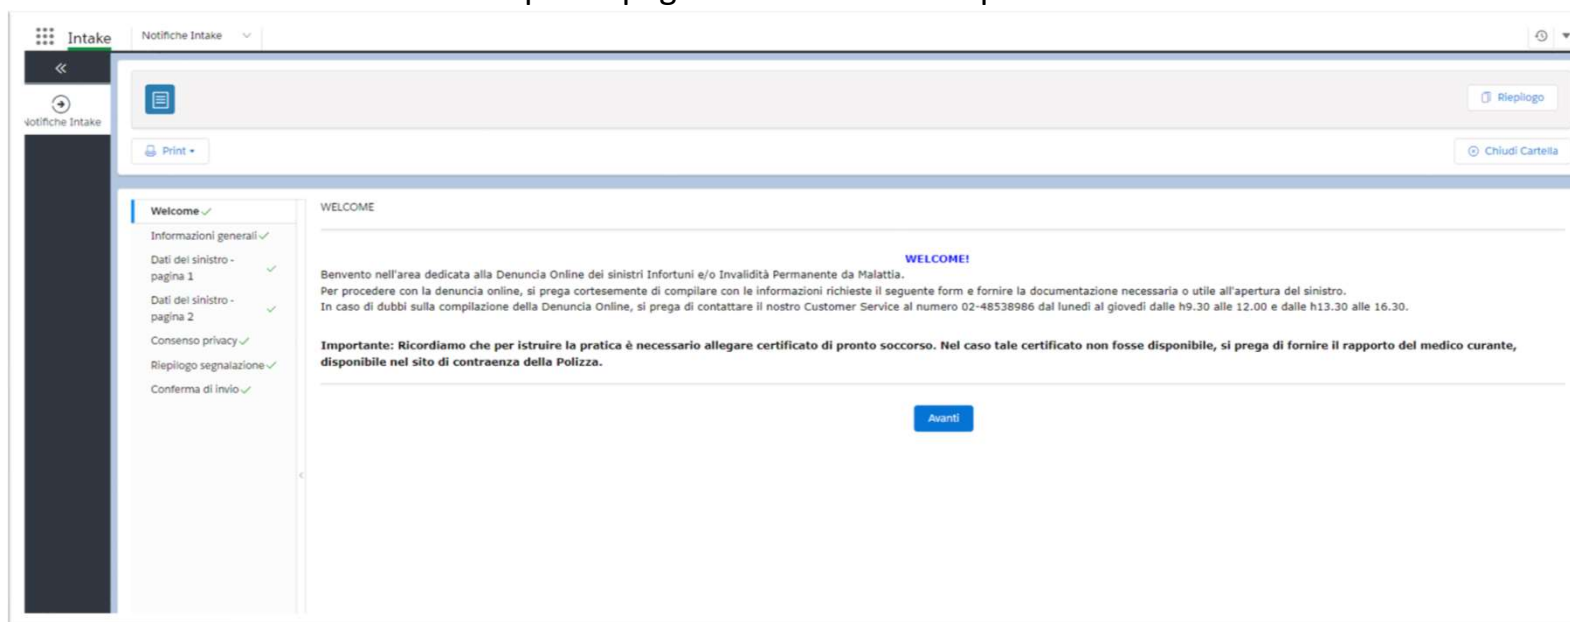 Intake
Notifiche Intake
Notifiche Intake
Riepilogo
Print
Chiudi Cartella
Welcome
Informazioni generali
Dati del sinistro -
pagina 1
Dati del sinistro -
pagina 2
Consenso privacy
Riepilogo segnalazione
Conferma di invio
WELCOME
WELCOME!
Benvento nell'area dedicata alla Denuncia Online dei sinistri Infortuni e/o Invalidità Permanente da Malattia.
Per procedere con la denuncia online, si prega cortesemente di compilare con le informazioni richieste il seguente form e fornire la documentazione necessaria o utile all'apertura del sinistro.
In caso di dubbi sulla compilazione della Denuncia Online, si prega di contattare il nostro Customer Service al numero 02-48538986 dal lunedì al giovedì dalle h9.30 alle 12.00 e dalle h13.30 alle 16.30.
Importante: Ricordiamo che per istruire la pratica è necessario allegare certificato di pronto soccorso. Nel caso tale certificato non fosse disponibile, si prega di fornire il rapporto del medico curante,
disponibile nel sito di contraenza della Polizza.
Avanti